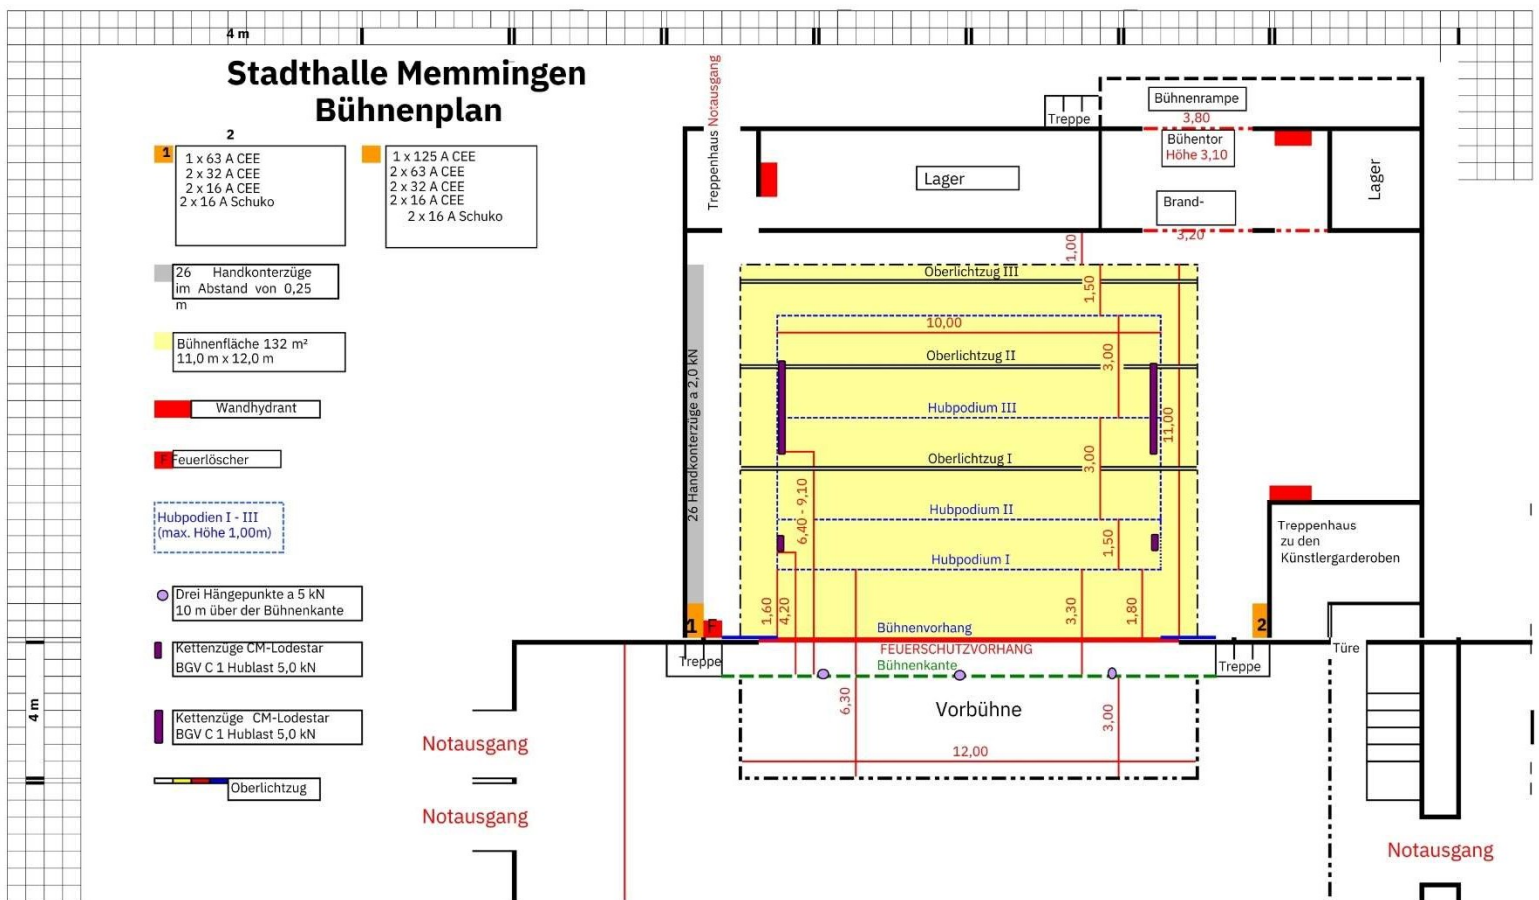 4 m
Stadthalle Memmingen
Bühnenplan
2
1
1 x 63 A CEE
2 x 32 A CEE
2 x 16 A CEE
2 x 16 A Schuko
1 x 125 A CEE
2 x 63 A CEE
2 x 32 A CEE
2 x 16 A CEE
2 x 16 A Schuko
26 Handkonterzüge
im Abstand von 0,25
m
Bühnenfläche 132 m²
11,0 m x 12,0 m
Wandhydrant
F Feuerlöscher
Hubpodien I - III
(max. Höhe 1,00m)
Drei Hängepunkte a 5 kN
10 m über der Bühnenkante
Kettenzüge CM-Lodestar
BGV C 1 Hublast 5,0 kN
Kettenzüge CM-Lodestar
BGV C 1 Hublast 5,0 kN
Oberlichtzug
4 m
Notausgang
Notausgang
Treppenhaus Notausgang
Treppe
Bühnenrampe
3,80
Bühentor
Höhe 3,10
Lager
Lager
Brand-
3,20
1,00
Oberlichtzug III
1,50
10,00
Oberlichtzug II
3,00
26 Handkonterzüge a 2,0 kN
Hubpodium III
11,00
Oberlichtzug I
3,00
6,40 - 9,10
Hubpodium II
1,50
Hubpodium I
Treppenhaus
zu den
Künstlergarderoben
1,60
4,20
3,30
1,80
1
F
2
Bühnenvorhang
FEUERSCHUTZVORHANG
Bühnenkante
Treppe
Treppe
Türe
6,30
Vorbühne
3,00
12,00
Notausgang